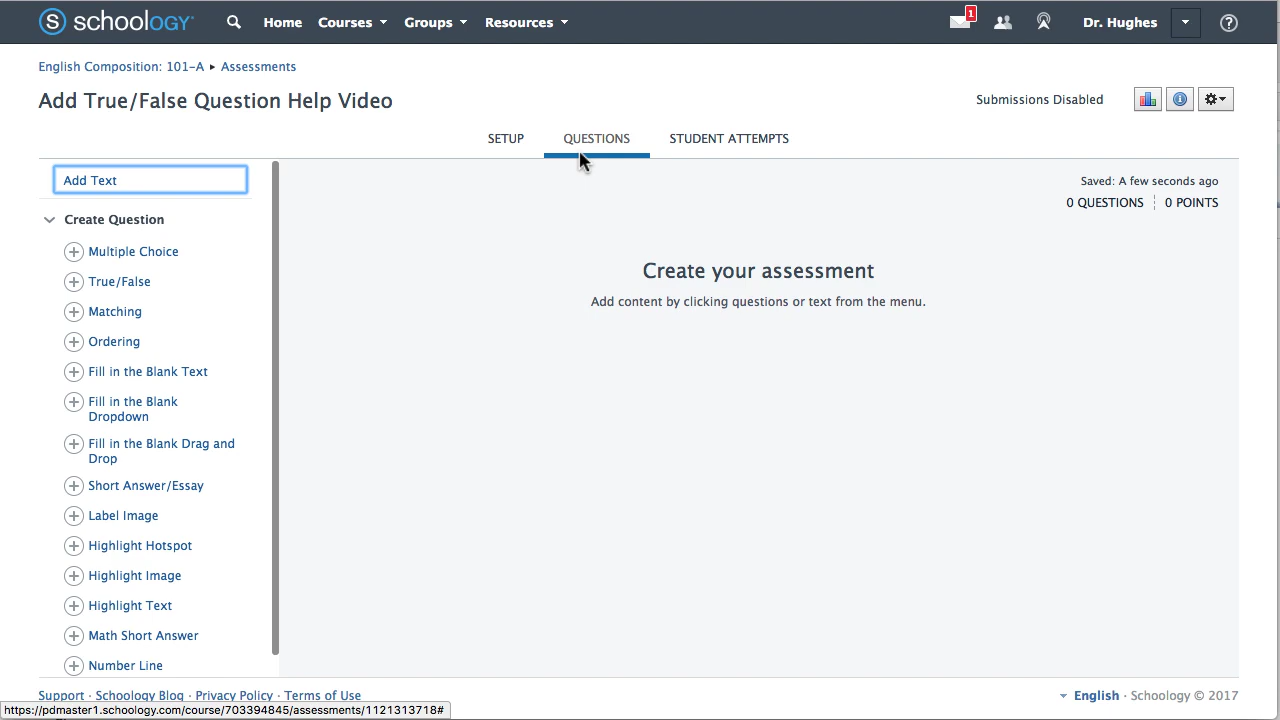 S schoology Home Courses Groups Resources 1 Dr. Hughes ?
English Composition: 101-A ▸ Assessments
Add True/False Question Help Video
Submissions Disabled
SETUP QUESTIONS STUDENT ATTEMPTS
Add Text
Create Question
Multiple Choice
True/False
Matching
Ordering
Fill in the Blank Text
Fill in the Blank
Dropdown
Fill in the Blank Drag and
Drop
Short Answer/Essay
Label Image
Highlight Hotspot
Highlight Image
Highlight Text
Math Short Answer
Number Line
Saved: A few seconds ago
0 QUESTIONS 0 POINTS
Create your assessment
Add content by clicking questions or text from the menu.
Support · Schoology Blog · Privacy Policy · Terms of Use
English · Schoology © 2017
https://pdmaster1.schoology.com/course/703394845/assessments/1121313718#